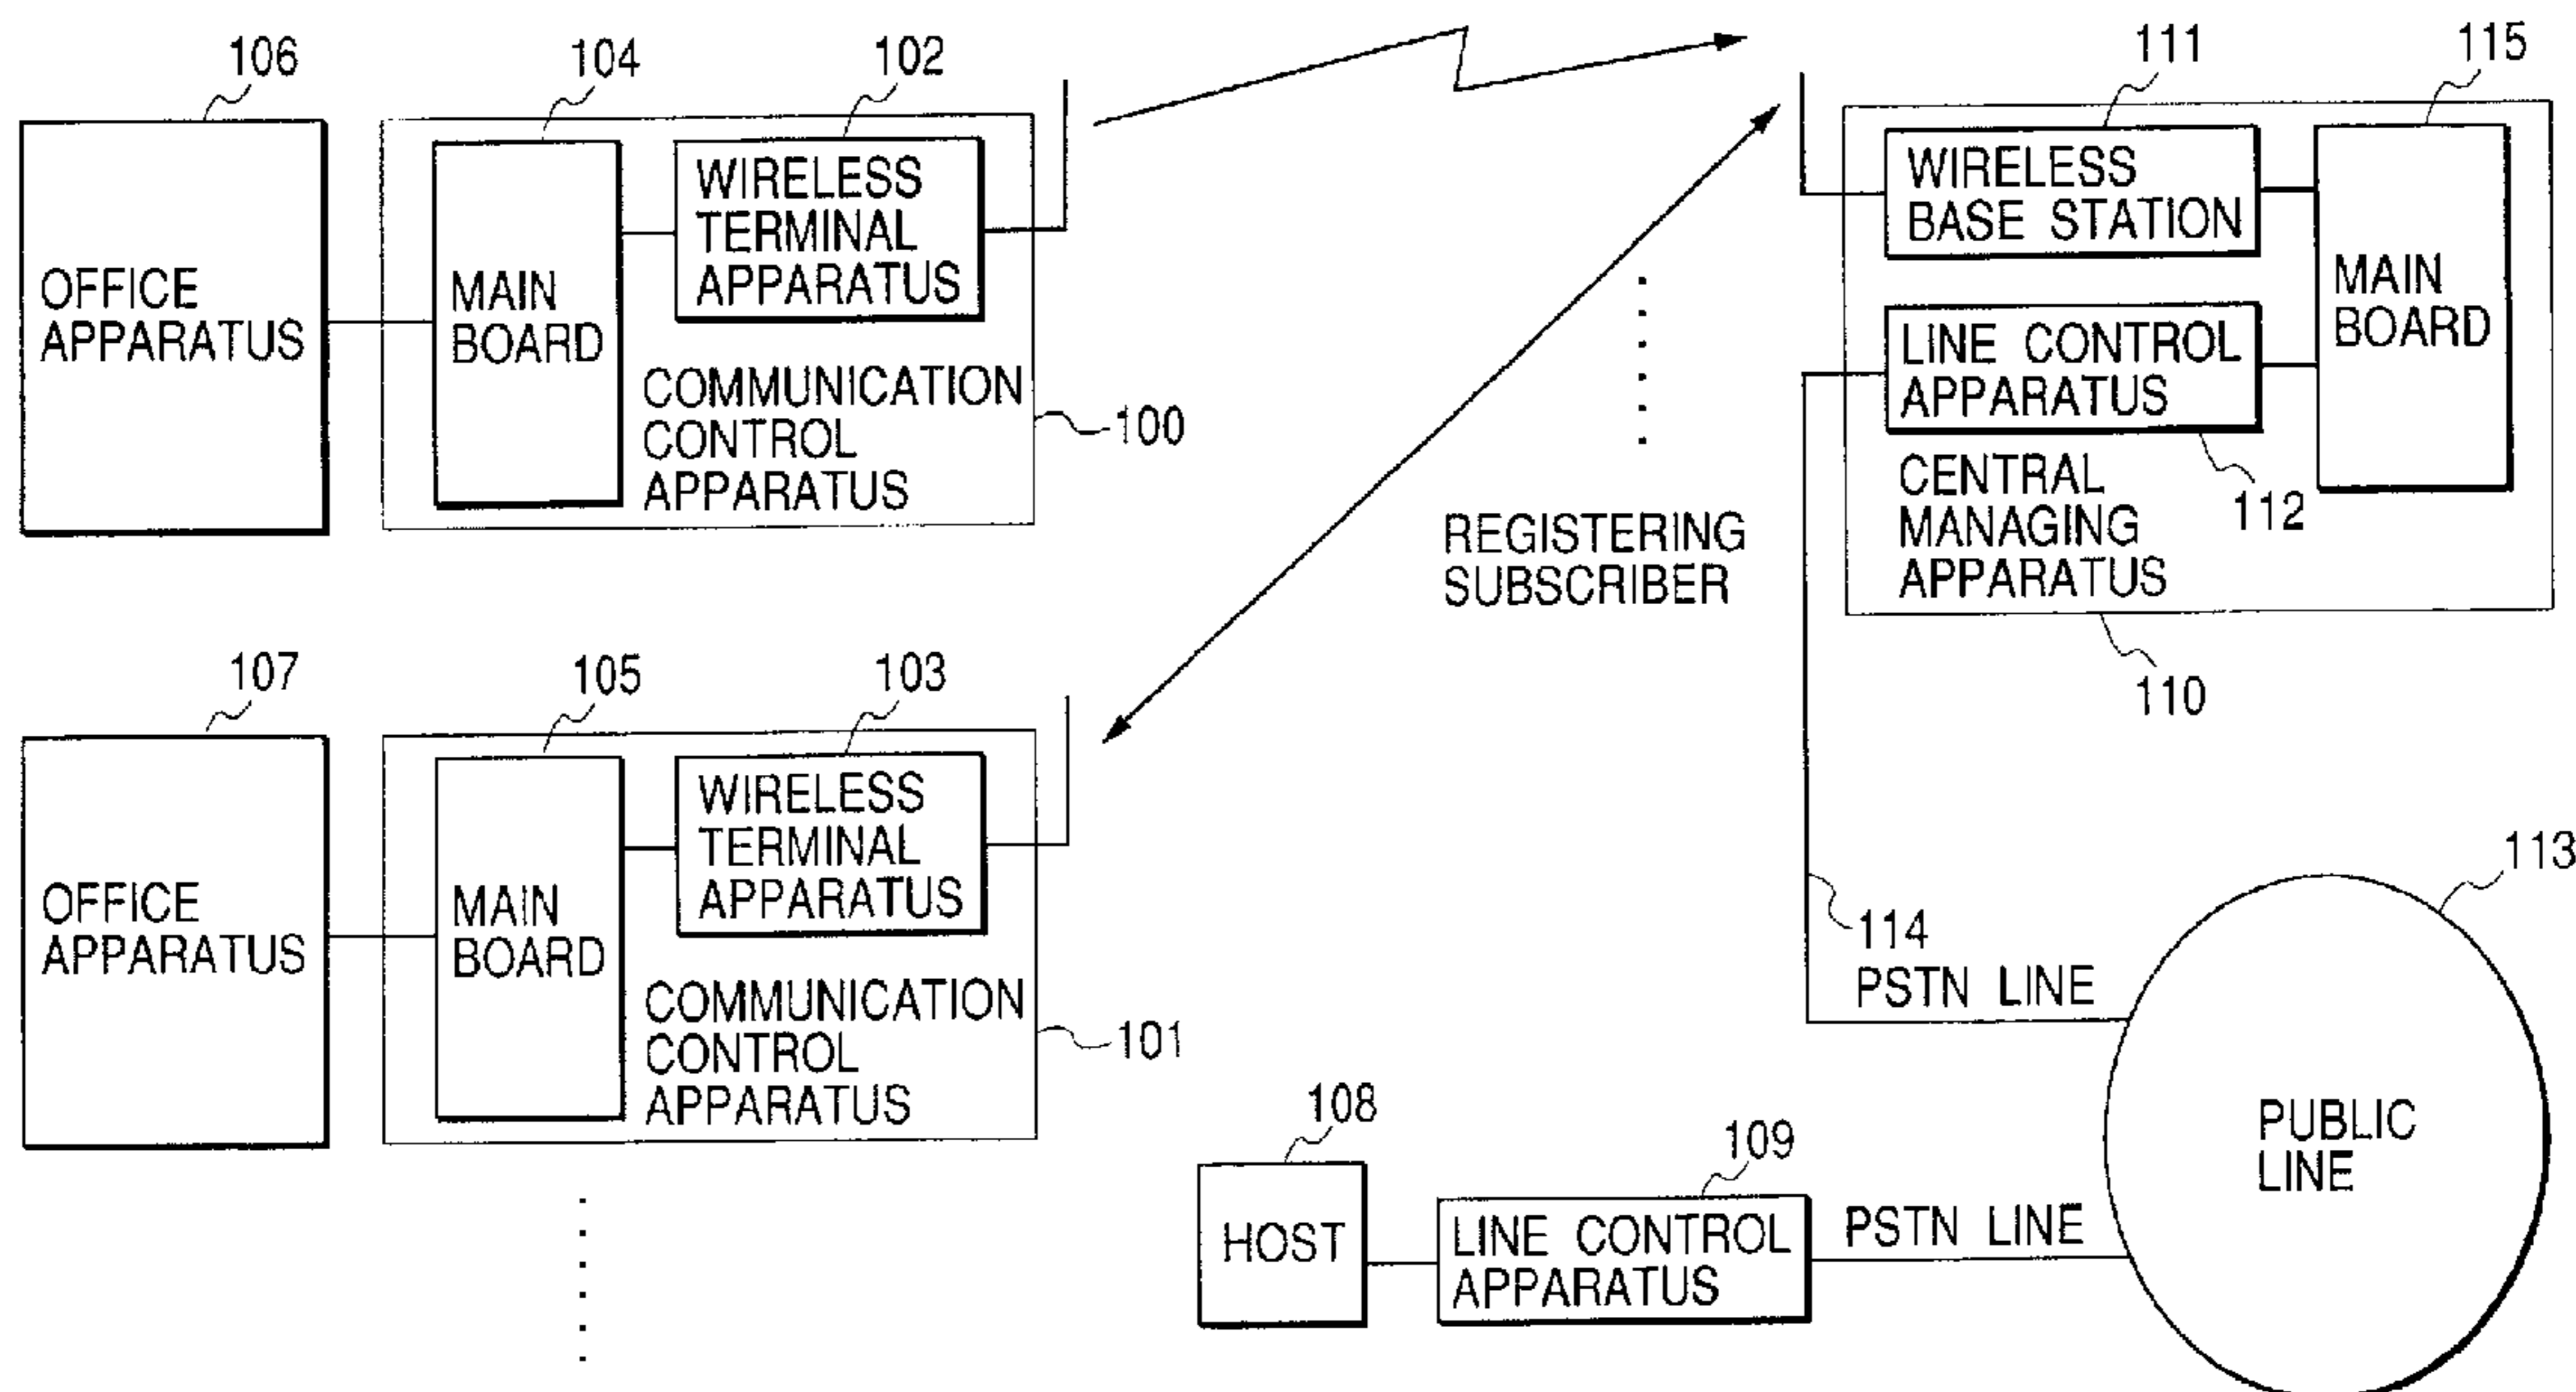 106
104
102
OFFICE
APPARATUS
MAIN
BOARD
WIRELESS
TERMINAL
APPARATUS
COMMUNICATION
CONTROL
APPARATUS
100
111
115
WIRELESS
BASE STATION
MAIN
BOARD
LINE CONTROL
APPARATUS
112
CENTRAL
MANAGING
APPARATUS
110
REGISTERING
SUBSCRIBER
107
105
103
OFFICE
APPARATUS
MAIN
BOARD
WIRELESS
TERMINAL
APPARATUS
COMMUNICATION
CONTROL
APPARATUS
101
114
PSTN LINE
113
PUBLIC
LINE
108
HOST
109
LINE CONTROL
APPARATUS
PSTN LINE